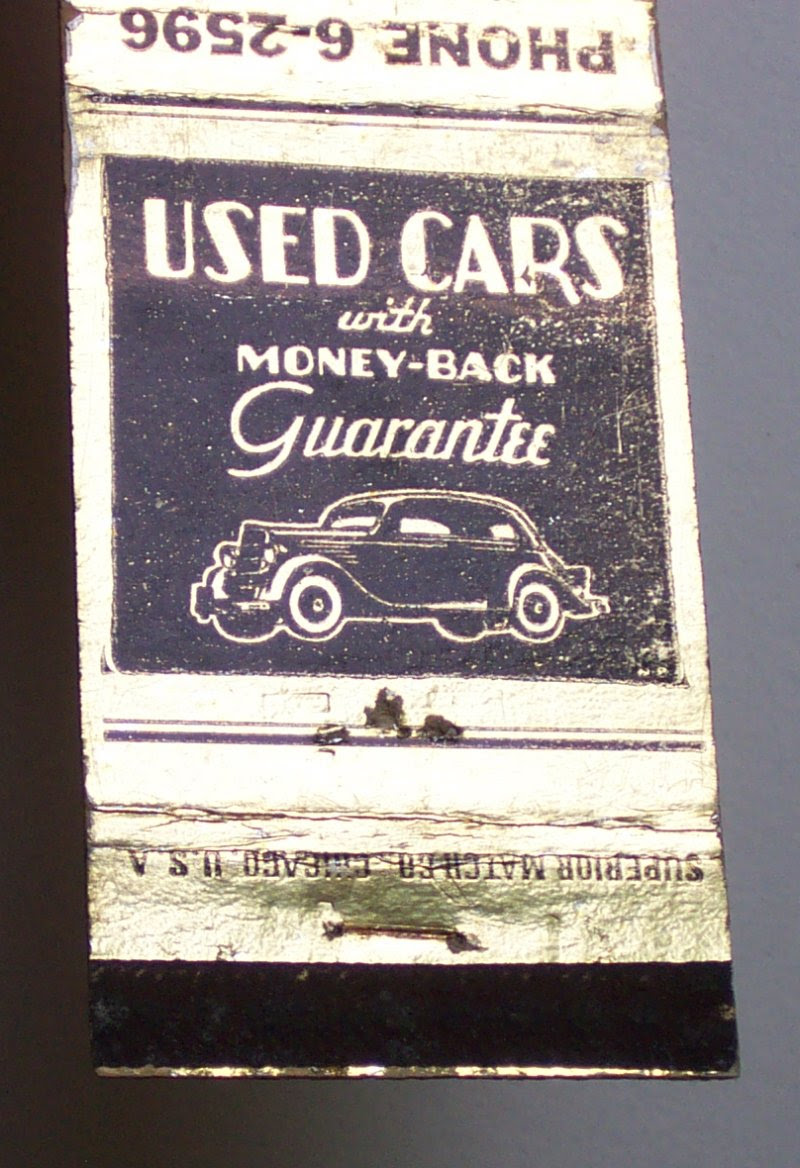 PHONE 6-2596
USED CARS
with
MONEY-BACK
Guarantee
SUPERIOR MATCH CO. CHICAGO, U.S.A